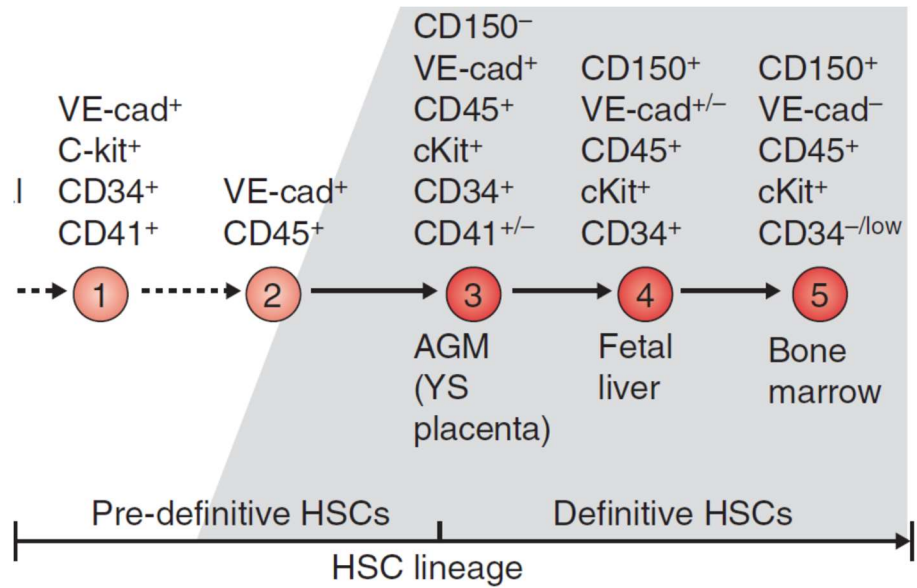 VE-cad⁺
C-kit⁺
CD34⁺
CD41⁺
1
VE-cad⁺
CD45⁺
2
CD150⁻
VE-cad⁺
CD45⁺
cKit⁺
CD34⁺
CD41⁺/⁻
3
AGM
(YS
placenta)
CD150⁺
VE-cad⁺/⁻
CD45⁺
cKit⁺
CD34⁺
4
Fetal
liver
CD150⁺
VE-cad⁻
CD45⁺
cKit⁺
CD34⁻/low
5
Bone
marrow
Pre-definitive HSCs
Definitive HSCs
HSC lineage